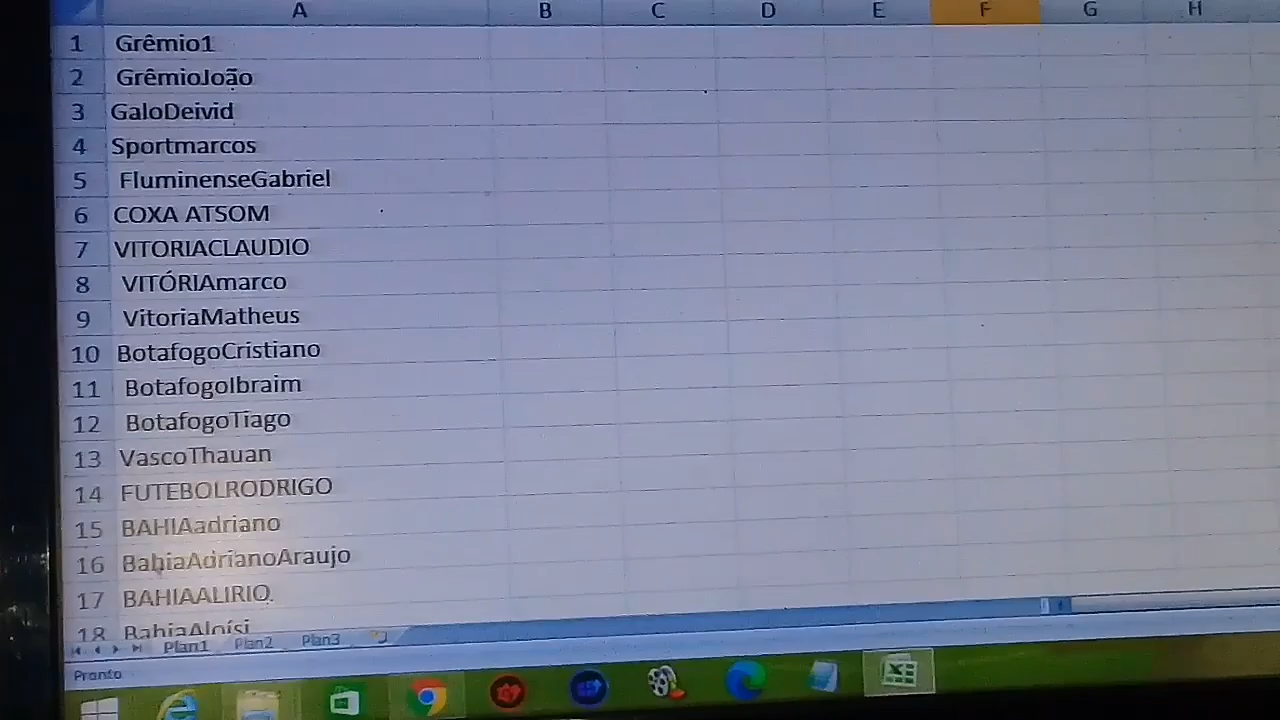 A B C D E F G H
1 Grêmio1
2 GrêmioJoão
3 GaloDeivid
4 Sportmarcos
5 FluminenseGabriel
6 COXA ATSOM
7 VITORIACLAUDIO
8 VITÓRIAmarco
9 VitoriaMatheus
10 BotafogoCristiano
11 BotafogoIbraim
12 BotafogoTiago
13 VascoThauan
14 FUTEBOLRODRIGO
15 BAHIAadriano
16 BahiaAdrianoAraujo
17 BAHIAALIRIO
18 BahiaAloísi
Plan1 Plan2 Plan3
Pronto